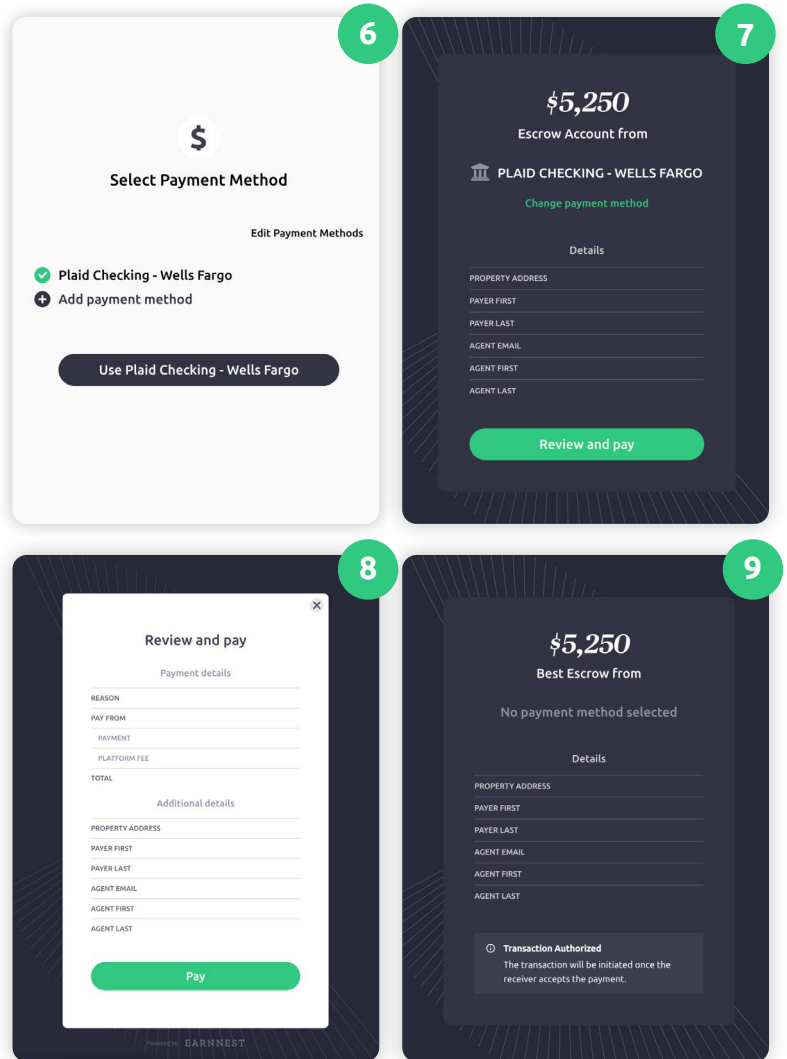 6
$
Select Payment Method
Edit Payment Methods
Plaid Checking - Wells Fargo
Add payment method
Use Plaid Checking - Wells Fargo
7
$5,250
Escrow Account from
PLAID CHECKING - WELLS FARGO
Change payment method
Details
PROPERTY ADDRESS
PAYER FIRST
PAYER LAST
AGENT EMAIL
AGENT FIRST
AGENT LAST
Review and pay
8
Review and pay
Payment details
REASON
PAY FROM
PAYMENT
PLATFORM FEE
TOTAL
Additional details
PROPERTY ADDRESS
PAYER FIRST
PAYER LAST
AGENT EMAIL
AGENT FIRST
AGENT LAST
Pay
Powered by EARNNEST
9
$5,250
Best Escrow from
No payment method selected
Details
PROPERTY ADDRESS
PAYER FIRST
PAYER LAST
AGENT EMAIL
AGENT FIRST
AGENT LAST
Transaction Authorized
The transaction will be initiated once the
receiver accepts the payment.